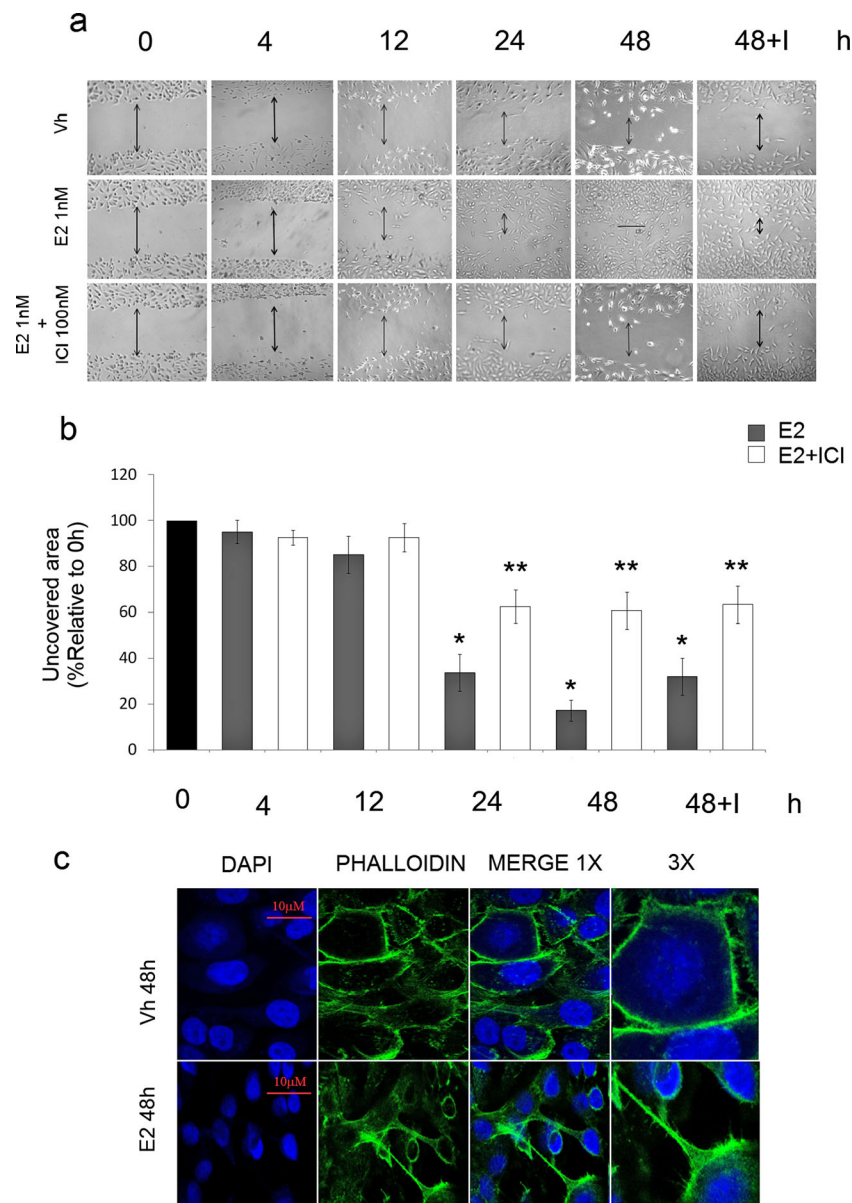 a
0 4 12 24 48 48+I h
Vh
E2 1nM
E2 1nM
+
ICI 100nM
b
E2
E2+ICI
Uncovered area
(%Relative to 0h)
120
100
80
60
40
20
0
* ** * ** * **
0 4 12 24 48 48+I h
c
DAPI PHALLOIDIN MERGE 1X 3X
Vh 48h
10µM
E2 48h
10µM